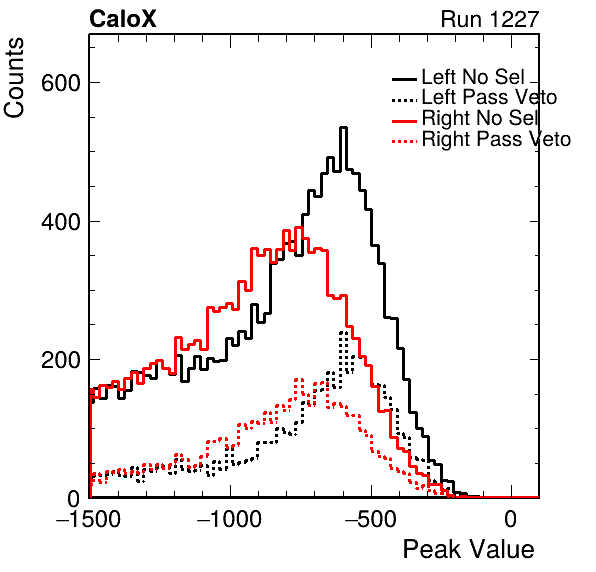 CaloX Run 1227
Counts
600
400
200
0
Left No Sel
Left Pass Veto
Right No Sel
Right Pass Veto
−1500 −1000 −500 0
Peak Value